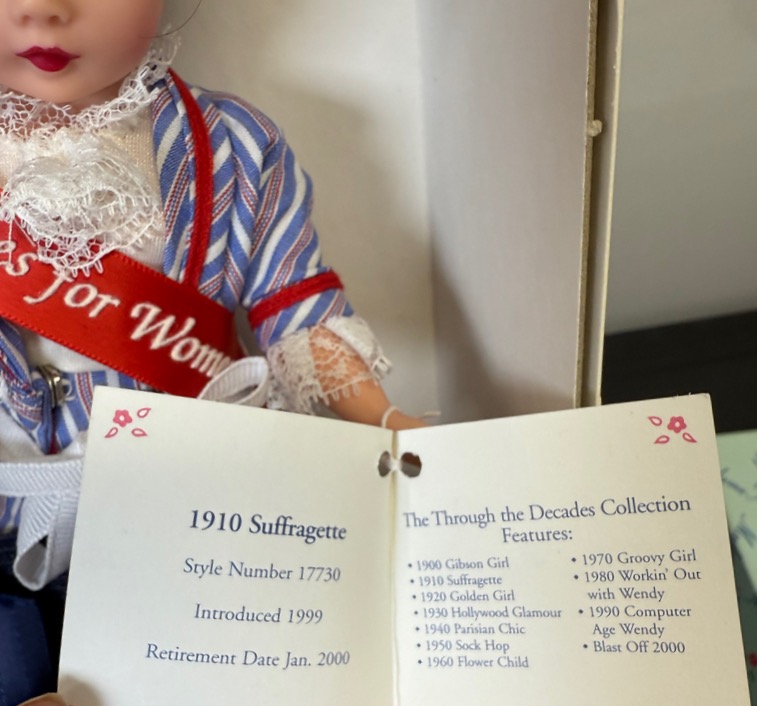 es for Wom
1910 Suffragette
Style Number 17730
Introduced 1999
Retirement Date Jan. 2000
The Through the Decades Collection
Features:
• 1900 Gibson Girl
• 1910 Suffragette
• 1920 Golden Girl
• 1930 Hollywood Glamour
• 1940 Parisian Chic
• 1950 Sock Hop
• 1960 Flower Child
• 1970 Groovy Girl
• 1980 Workin' Out
with Wendy
• 1990 Computer
Age Wendy
• Blast Off 2000